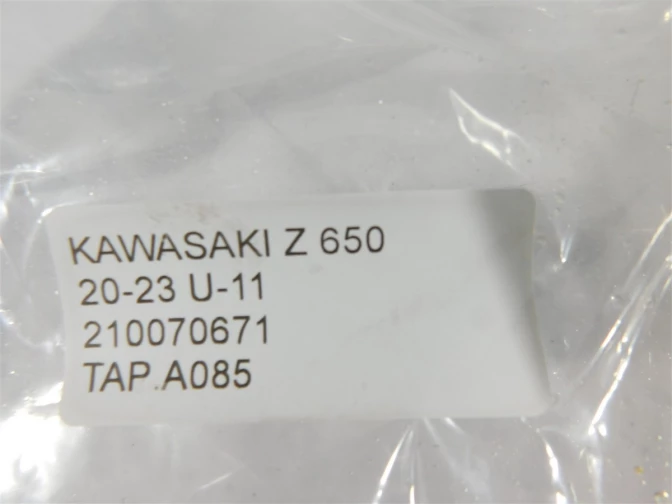 KAWASAKI Z 650
20-23 U-11
210070671
TAP.A085